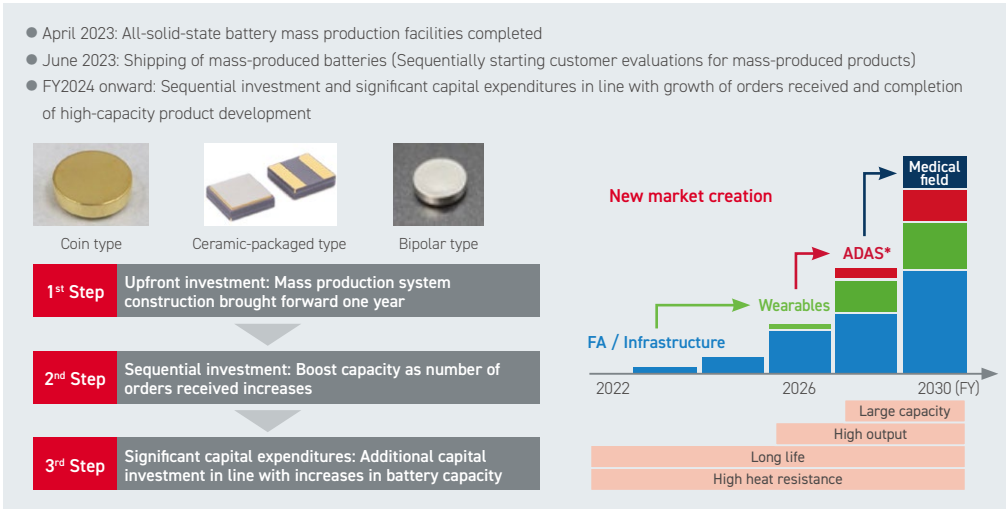 April 2023: All-solid-state battery mass production facilities completed
June 2023: Shipping of mass-produced batteries (Sequentially starting customer evaluations for mass-produced products)
FY2024 onward: Sequential investment and significant capital expenditures in line with growth of orders received and completion
of high-capacity product development
Coin type
Ceramic-packaged type
Bipolar type
1st Step
Upfront investment: Mass production system
construction brought forward one year
2nd Step
Sequential investment: Boost capacity as number of
orders received increases
3rd Step
Significant capital expenditures: Additional capital
investment in line with increases in battery capacity
New market creation
Medical
field
ADAS*
Wearables
FA / Infrastructure
2022
2026
2030 (FY)
Large capacity
High output
Long life
High heat resistance